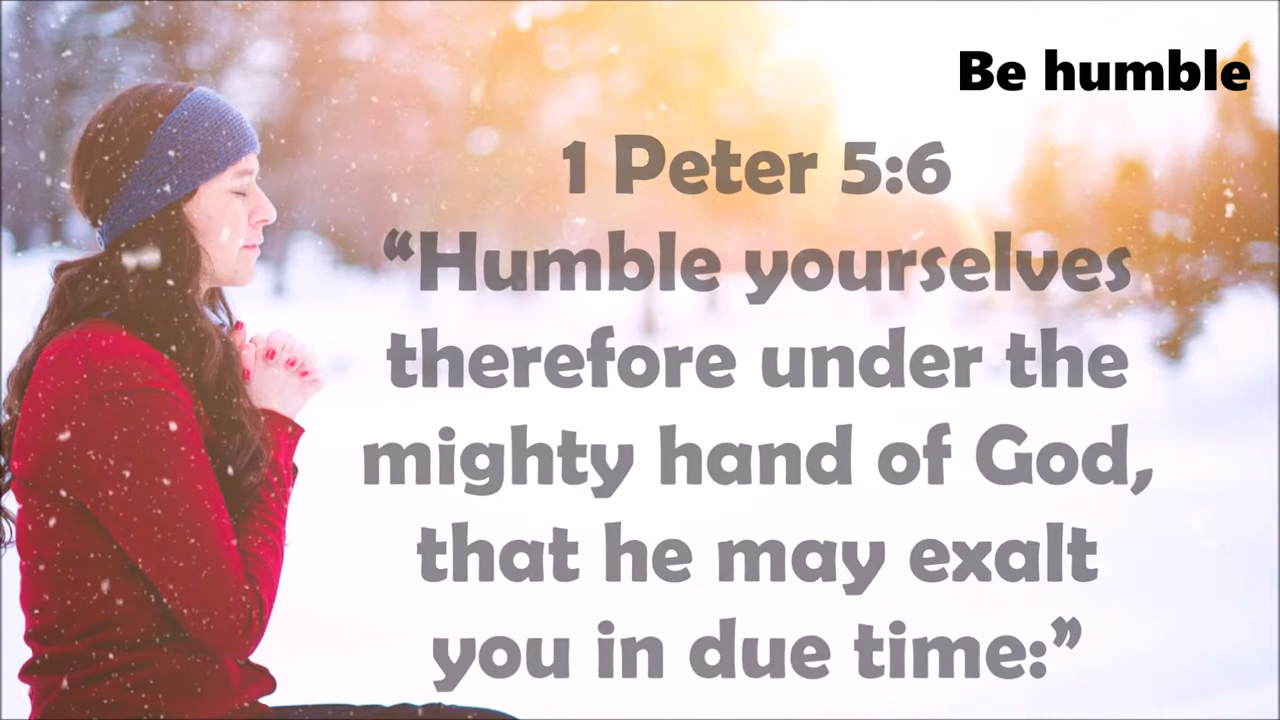 Be humble
1 Peter 5:6
“Humble yourselves
therefore under the
mighty hand of God,
that he may exalt
you in due time:”